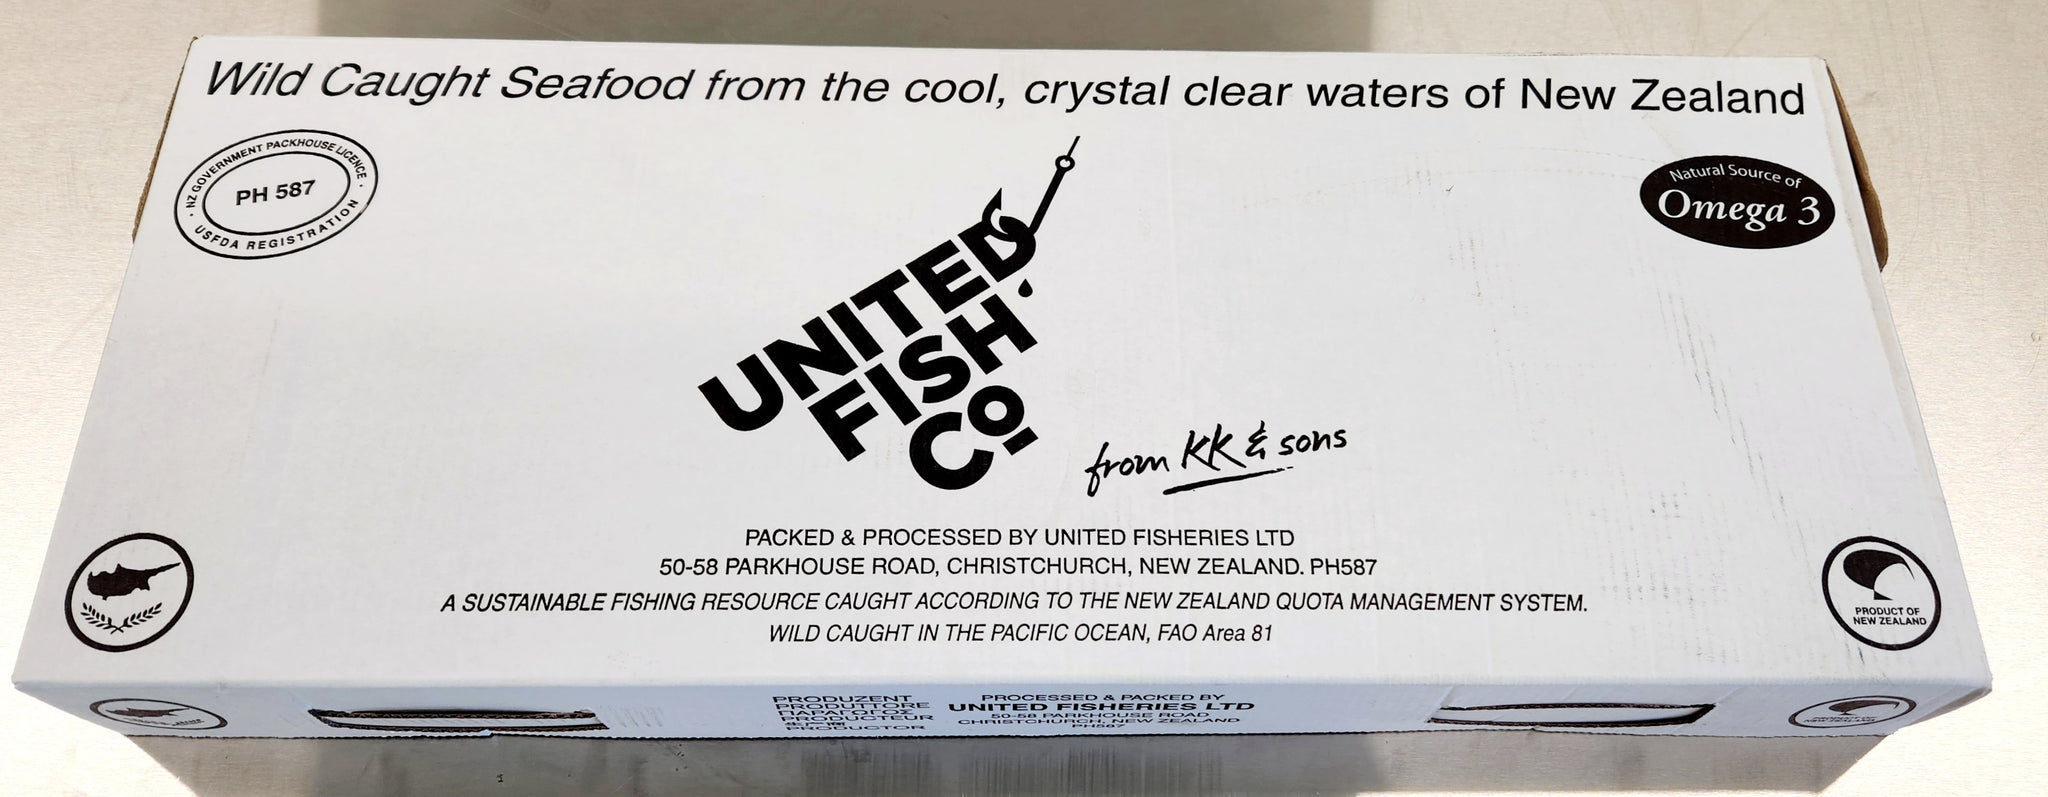 Wild Caught Seafood from the cool, crystal clear waters of New Zealand
· NZ GOVERNMENT PACKHOUSE LICENCE ·
PH 587
USFDA REGISTRATION
Natural Source of
Omega 3
UNITED
FISH
Co.
from KK & sons
PACKED & PROCESSED BY UNITED FISHERIES LTD
50-58 PARKHOUSE ROAD, CHRISTCHURCH, NEW ZEALAND. PH587
A SUSTAINABLE FISHING RESOURCE CAUGHT ACCORDING TO THE NEW ZEALAND QUOTA MANAGEMENT SYSTEM.
WILD CAUGHT IN THE PACIFIC OCEAN, FAO Area 81
PRODUCT OF
NEW ZEALAND
PRODUZENT
PRODUTTORE
PRODUCTEUR
PRODUCTOR
PROCESSED & PACKED BY
UNITED FISHERIES LTD
50-58 PARKHOUSE ROAD
CHRISTCHURCH, NEW ZEALAND
PH587
PRODUCT OF
NEW ZEALAND